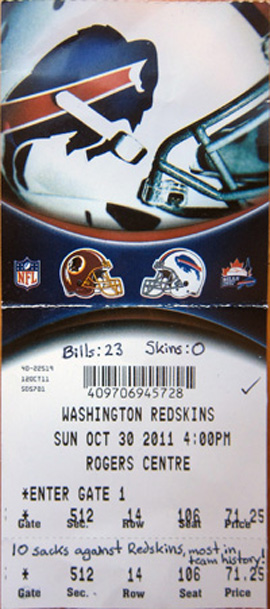 NFL
Bills: 23 Skins: 0
40-22519
12OCT11
SO5701
409706945728
WASHINGTON REDSKINS
SUN OCT 30 2011 4:00PM
ROGERS CENTRE
*ENTER GATE 1
* 512 14 106 71.25
Gate Sec. Row Seat Price
10 sacks against Redskins, most in team history!
* 512 14 106 71.25
Gate Sec. Row Seat Price